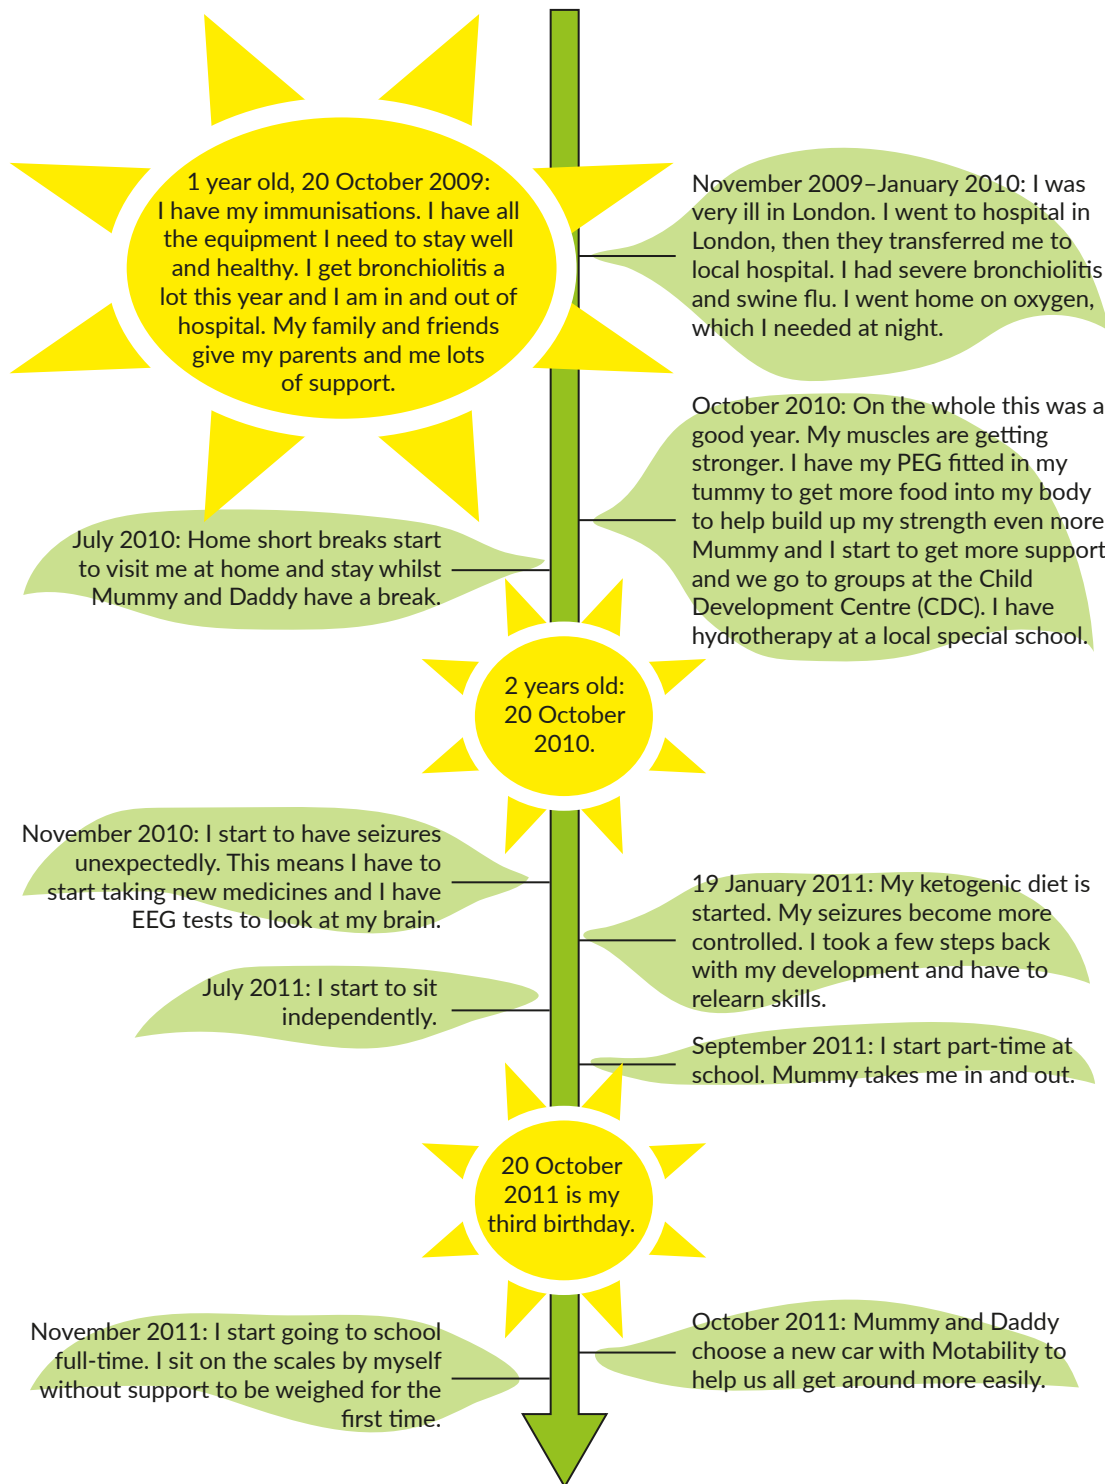 1 year old, 20 October 2009:
I have my immunisations. I have all
the equipment I need to stay well
and healthy. I get bronchiolitis a
lot this year and I am in and out of
hospital. My family and friends
give my parents and me lots
of support.
November 2009–January 2010: I was
very ill in London. I went to hospital in
London, then they transferred me to
local hospital. I had severe bronchiolitis
and swine flu. I went home on oxygen,
which I needed at night.
October 2010: On the whole this was a
good year. My muscles are getting
stronger. I have my PEG fitted in my
tummy to get more food into my body
to help build up my strength even more
Mummy and I start to get more support
and we go to groups at the Child
Development Centre (CDC). I have
hydrotherapy at a local special school.
July 2010: Home short breaks start
to visit me at home and stay whilst
Mummy and Daddy have a break.
2 years old:
20 October
2010.
November 2010: I start to have seizures
unexpectedly. This means I have to
start taking new medicines and I have
EEG tests to look at my brain.
19 January 2011: My ketogenic diet is
started. My seizures become more
controlled. I took a few steps back
with my development and have to
relearn skills.
July 2011: I start to sit
independently.
September 2011: I start part-time at
school. Mummy takes me in and out.
20 October
2011 is my
third birthday.
October 2011: Mummy and Daddy
choose a new car with Motability to
help us all get around more easily.
November 2011: I start going to school
full-time. I sit on the scales by myself
without support to be weighed for the
first time.